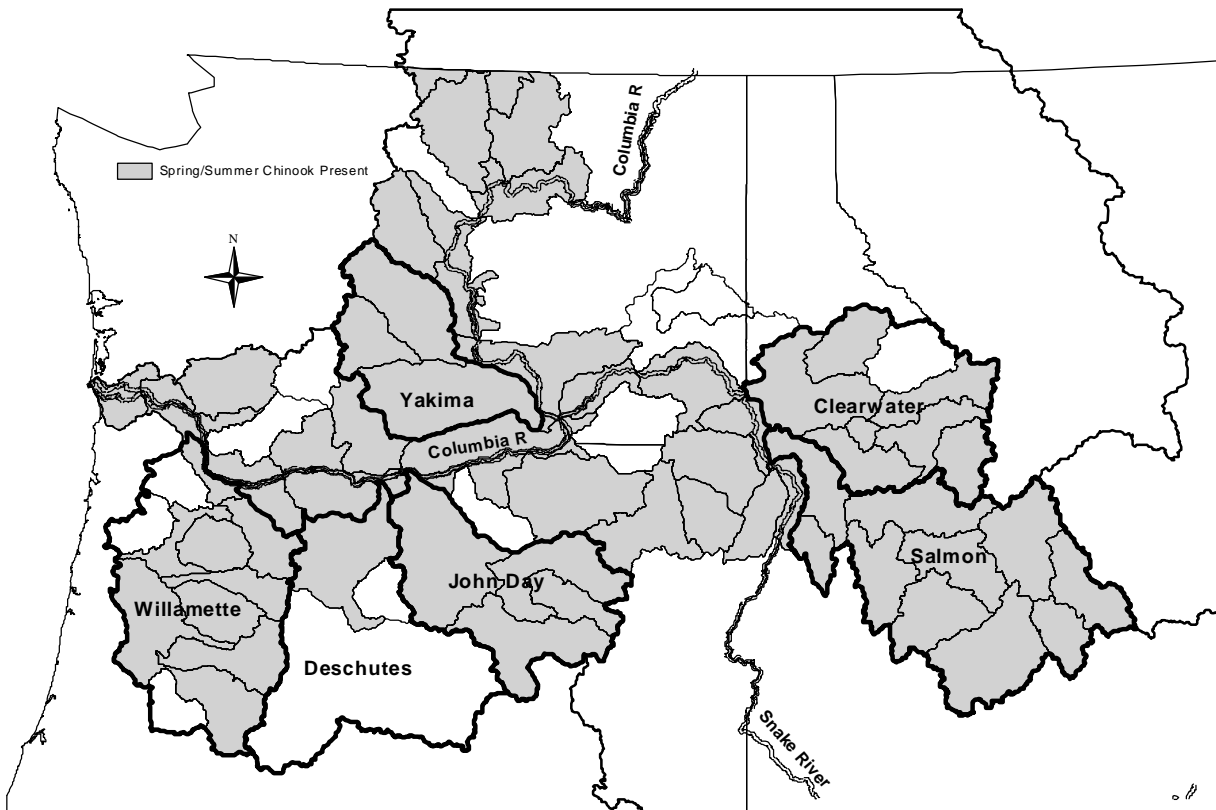 Columbia R
Spring/Summer Chinook Present
N
Yakima
Clearwater
Columbia R
Salmon
John Day
Willamette
Deschutes
Snake River